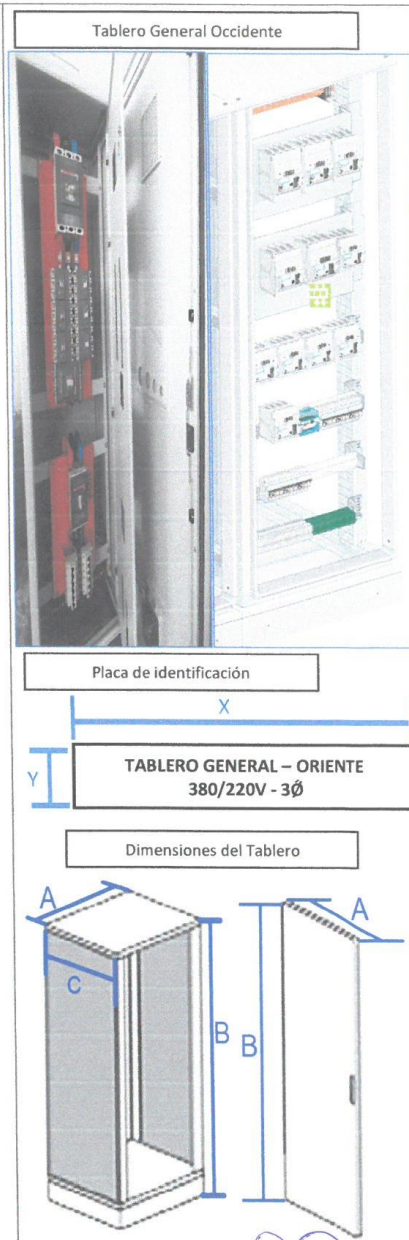 Tablero General Occidente
Placa de identificación
X
Y
TABLERO GENERAL – ORIENTE
380/220V - 3Ø
Dimensiones del Tablero
A
C
B
A
B